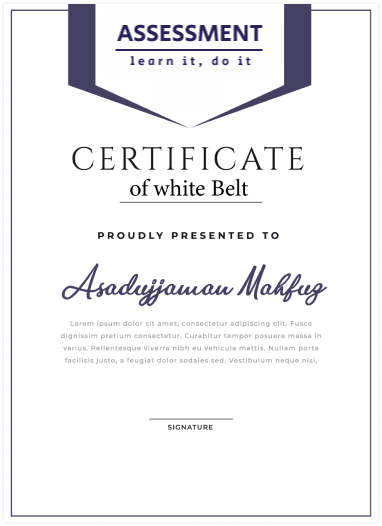 ASSESSMENT
learn it, do it
CERTIFICATE
of white Belt
PROUDLY PRESENTED TO
Asadujjaman Mahfug
Lorem ipsum dolor sit amet, consectetur adipiscing elit. Fusce
dignissim pretium consectetur. Curabitur tempor posuere massa in
varius. Pellentesque viverra nibh eu vehicula mattis. Nullam porta
facilisis justo, a feugiat dolor sodales sed. Vestibulum neque nisi,
SIGNATURE